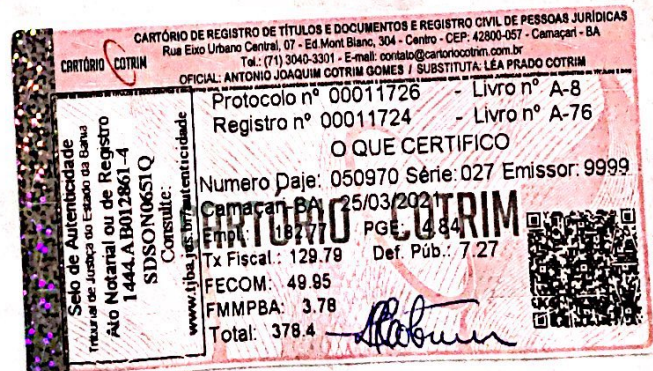 CARTÓRIO COTRIM
CARTÓRIO DE REGISTRO DE TÍTULOS E DOCUMENTOS E REGISTRO CIVIL DE PESSOAS JURÍDICAS
Rua Eixo Urbano Central, 07 - Ed.Mont Blanc, 304 - Centro - CEP: 42800-057 - Camaçari - BA
Tel.: (71) 3040-3301 - E-mail: contato@cartoriocotrim.com.br
OFICIAL: ANTONIO JOAQUIM COTRIM GOMES / SUBSTITUTA: LÉA PRADO COTRIM
Selo de Autenticidade
Tribunal de Justiça do Estado da Bahia
Ato Notarial ou de Registro
1444.AB012861-4
SDSON0651Q
Consulte:
www.tjba.jus.br/autenticidade
Protocolo nº 00011726 - Livro nº A-8
Registro nº 00011724 - Livro nº A-76
O QUE CERTIFICO
Numero Daje: 050970 Série: 027 Emissor: 9999
Camaçari-BA, 25/03/2021
CARTÓRIO COTRIM
Emol.: 182.77 PGE: 4.84
Tx Fiscal.: 129.79 Def. Púb.: 7.27
FECOM: 49.95
FMMPBA: 3.78
Total: 378.4